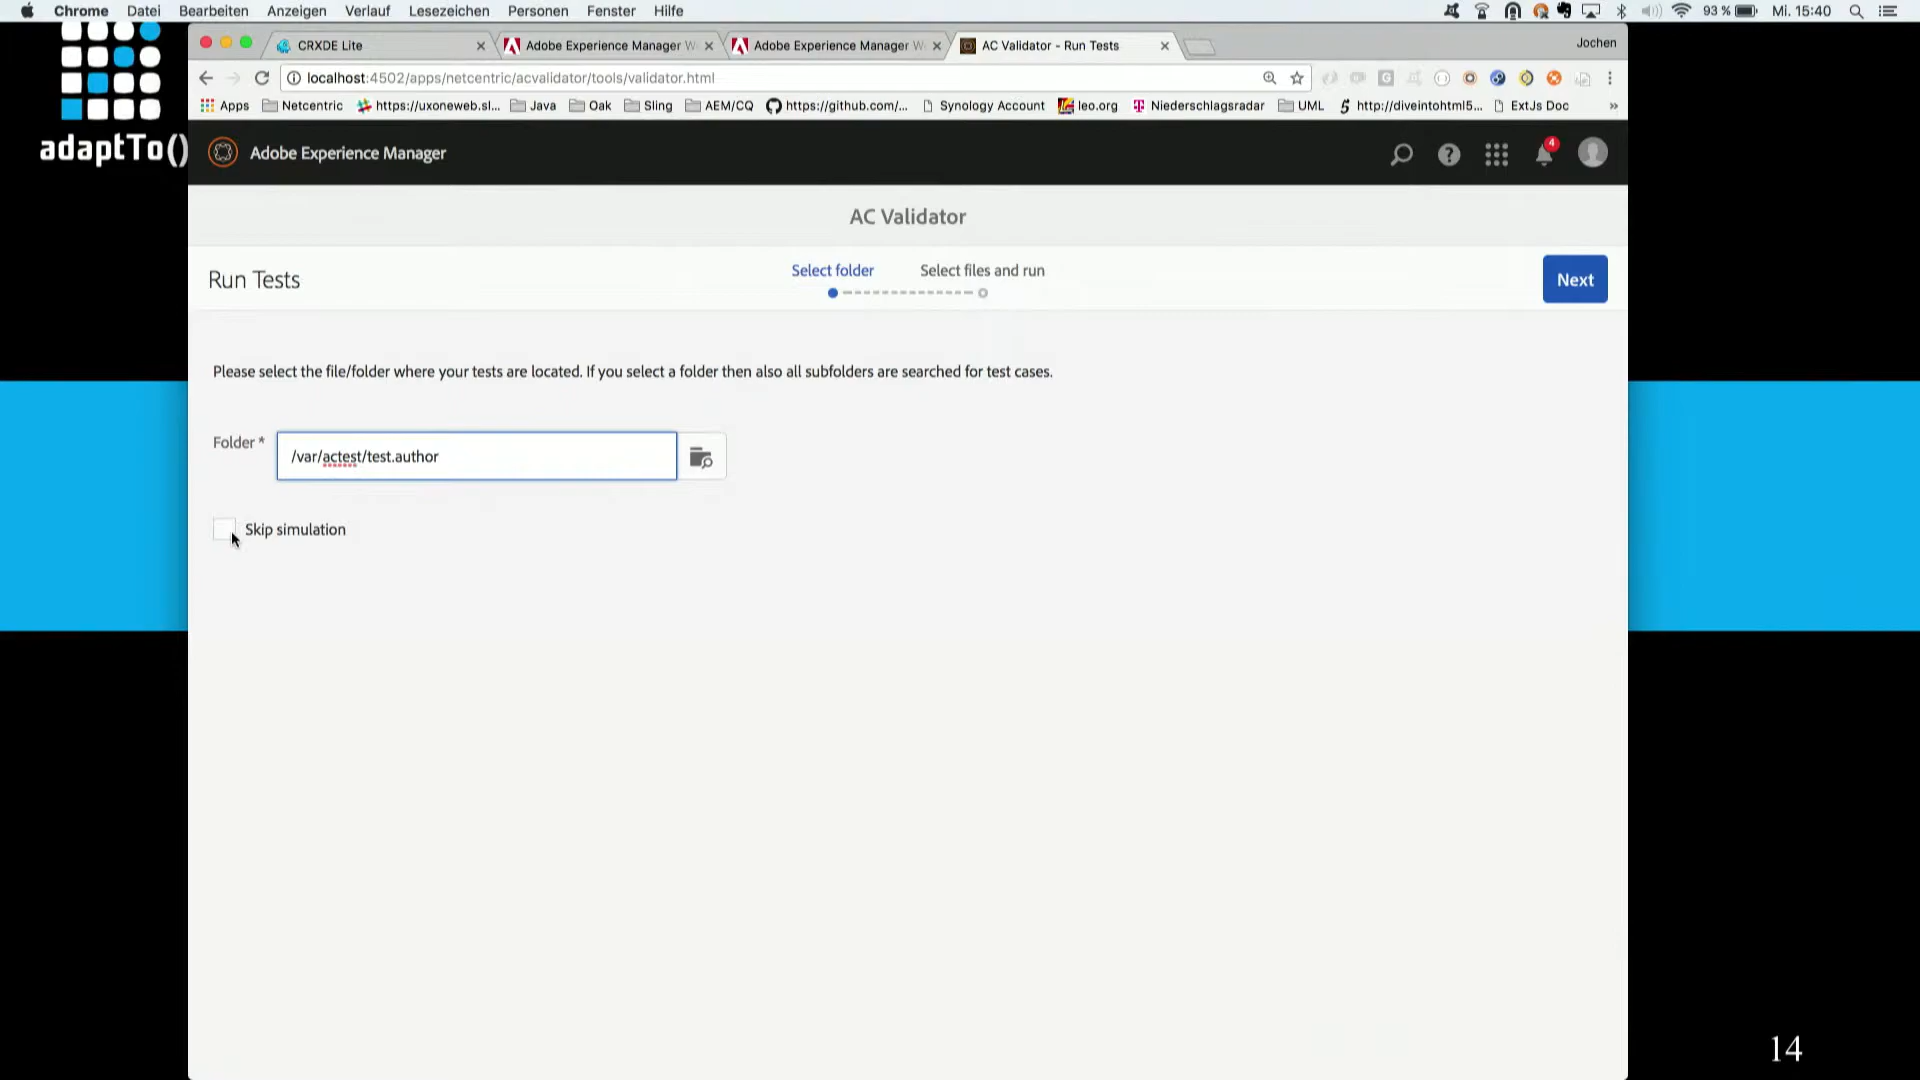 Chrome Datei Bearbeiten Anzeigen Verlauf Lesezeichen Personen Fenster Hilfe 93 % Mi. 15:40
CRXDE Lite Adobe Experience Manager W Adobe Experience Manager W AC Validator - Run Tests Jochen
localhost:4502/apps/netcentric/acvalidator/tools/validator.html
Apps Netcentric https://uxoneweb.sl... Java Oak Sling AEM/CQ https://github.com/... Synology Account leo.org Niederschlagsradar UML http://diveintohtml5... ExtJs Doc »
adaptTo()
Adobe Experience Manager 4
AC Validator
Run Tests
Select folder Select files and run
Next
Please select the file/folder where your tests are located. If you select a folder then also all subfolders are searched for test cases.
Folder * /var/actest/test.author
Skip simulation
14